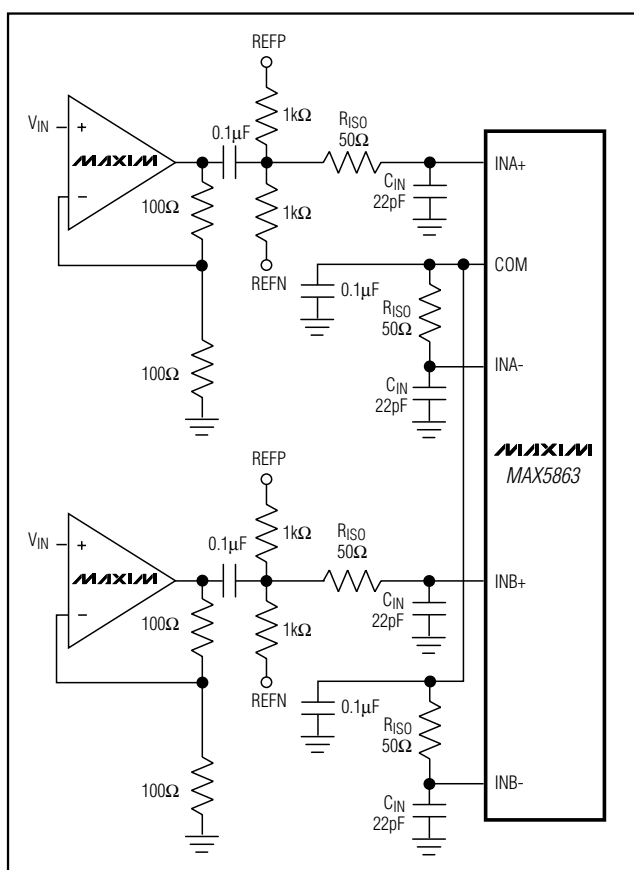 REFP
1kΩ
0.1µF
RISO
50Ω
VIN
+
MAXIM
−
INA+
CIN
22pF
100Ω
1kΩ
REFN
COM
0.1µF
RISO
50Ω
100Ω
INA-
CIN
22pF
MAXIM
MAX5863
REFP
1kΩ
0.1µF
RISO
50Ω
VIN
+
MAXIM
−
INB+
CIN
22pF
100Ω
1kΩ
REFN
0.1µF
RISO
50Ω
100Ω
INB-
CIN
22pF